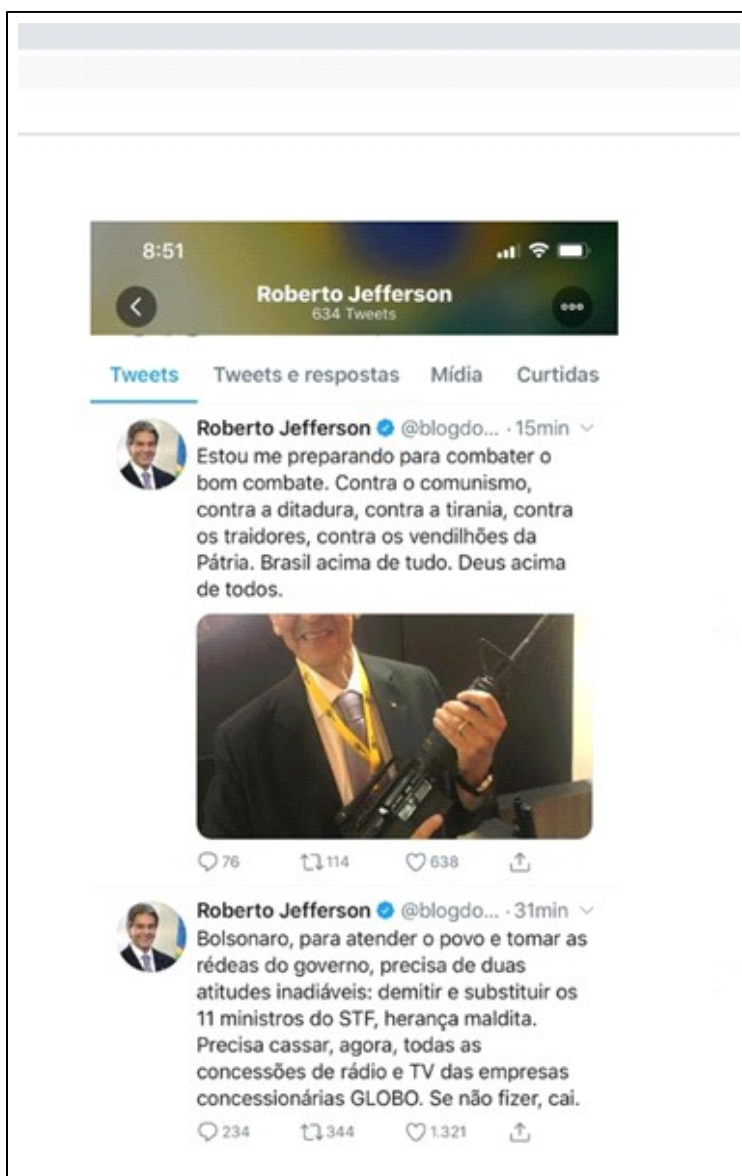 8:51
Roberto Jefferson
634 Tweets
Tweets Tweets e respostas Mídia Curtidas
Roberto Jefferson @blogdo... · 15min
Estou me preparando para combater o
bom combate. Contra o comunismo,
contra a ditadura, contra a tirania, contra
os traidores, contra os vendilhões da
Pátria. Brasil acima de tudo. Deus acima
de todos.
76 114 638
Roberto Jefferson @blogdo... · 31min
Bolsonaro, para atender o povo e tomar as
rédeas do governo, precisa de duas
atitudes inadiáveis: demitir e substituir os
11 ministros do STF, herança maldita.
Precisa cassar, agora, todas as
concessões de rádio e TV das empresas
concessionárias GLOBO. Se não fizer, cai.
234 344 1.321